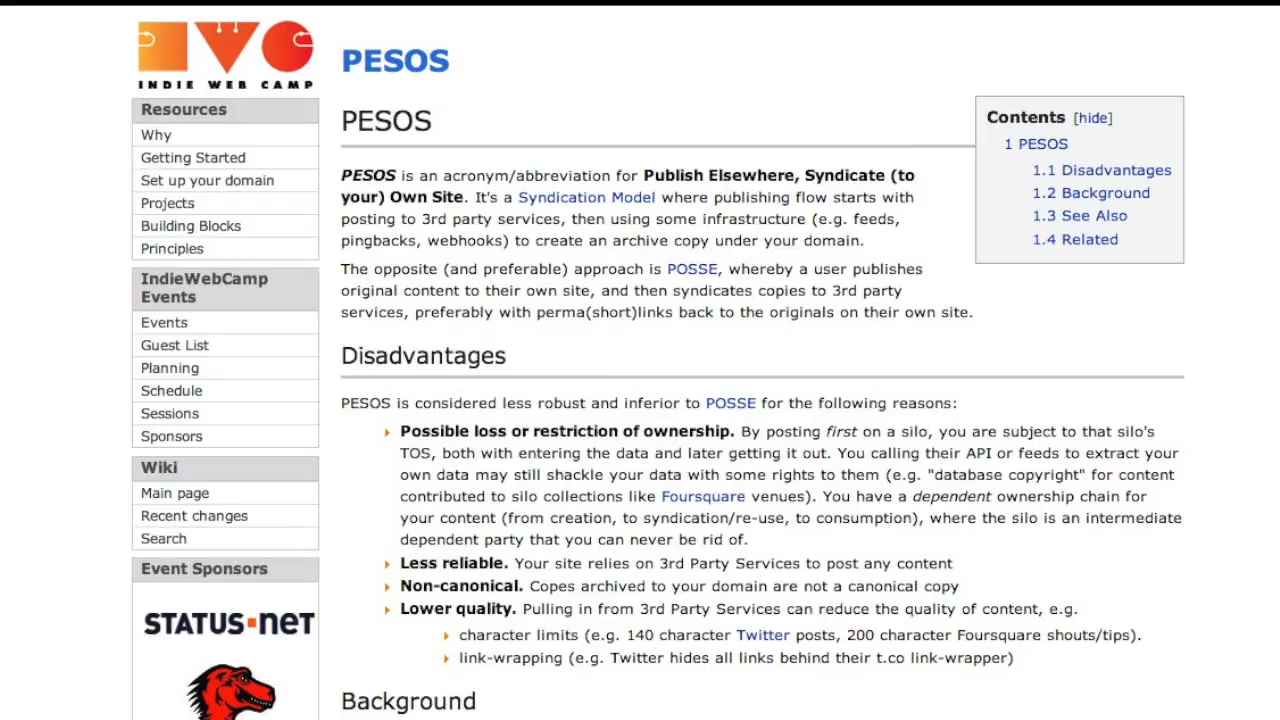 INDIE WEB CAMP
Resources
Why
Getting Started
Set up your domain
Projects
Building Blocks
Principles
IndieWebCamp
Events
Events
Guest List
Planning
Schedule
Sessions
Sponsors
Wiki
Main page
Recent changes
Search
Event Sponsors
STATUS•net
PESOS
PESOS
PESOS is an acronym/abbreviation for Publish Elsewhere, Syndicate (to
your) Own Site. It's a Syndication Model where publishing flow starts with
posting to 3rd party services, then using some infrastructure (e.g. feeds,
pingbacks, webhooks) to create an archive copy under your domain.
The opposite (and preferable) approach is POSSE, whereby a user publishes
original content to their own site, and then syndicates copies to 3rd party
services, preferably with perma(short)links back to the originals on their own site.
Contents [hide]
1 PESOS
1.1 Disadvantages
1.2 Background
1.3 See Also
1.4 Related
Disadvantages
PESOS is considered less robust and inferior to POSSE for the following reasons:
Possible loss or restriction of ownership. By posting first on a silo, you are subject to that silo's
TOS, both with entering the data and later getting it out. You calling their API or feeds to extract your
own data may still shackle your data with some rights to them (e.g. "database copyright" for content
contributed to silo collections like Foursquare venues). You have a dependent ownership chain for
your content (from creation, to syndication/re-use, to consumption), where the silo is an intermediate
dependent party that you can never be rid of.
Less reliable. Your site relies on 3rd Party Services to post any content
Non-canonical. Copes archived to your domain are not a canonical copy
Lower quality. Pulling in from 3rd Party Services can reduce the quality of content, e.g.
character limits (e.g. 140 character Twitter posts, 200 character Foursquare shouts/tips).
link-wrapping (e.g. Twitter hides all links behind their t.co link-wrapper)
Background